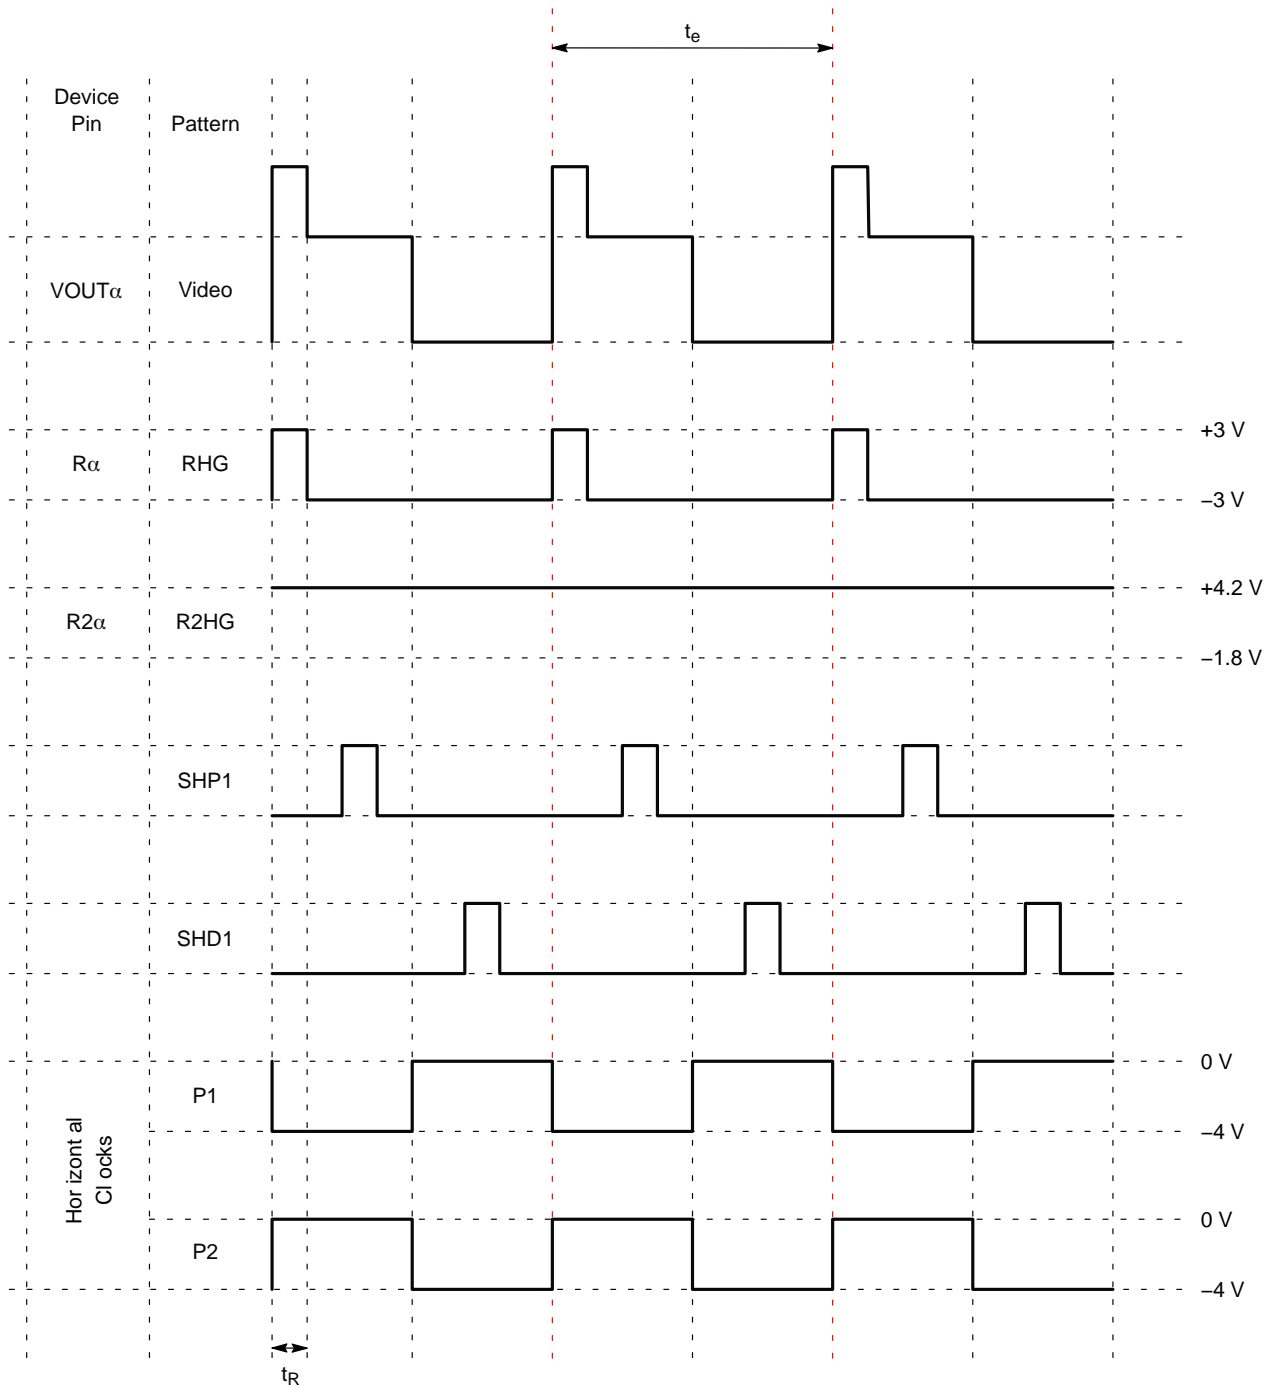 te
Device
Pin
Pattern
VOUTα
Video
+3 V
Rα
RHG
−3 V
+4.2 V
R2α
R2HG
−1.8 V
SHP1
SHD1
0 V
P1
−4 V
Hor izont al
Cl ocks
0 V
P2
−4 V
tR